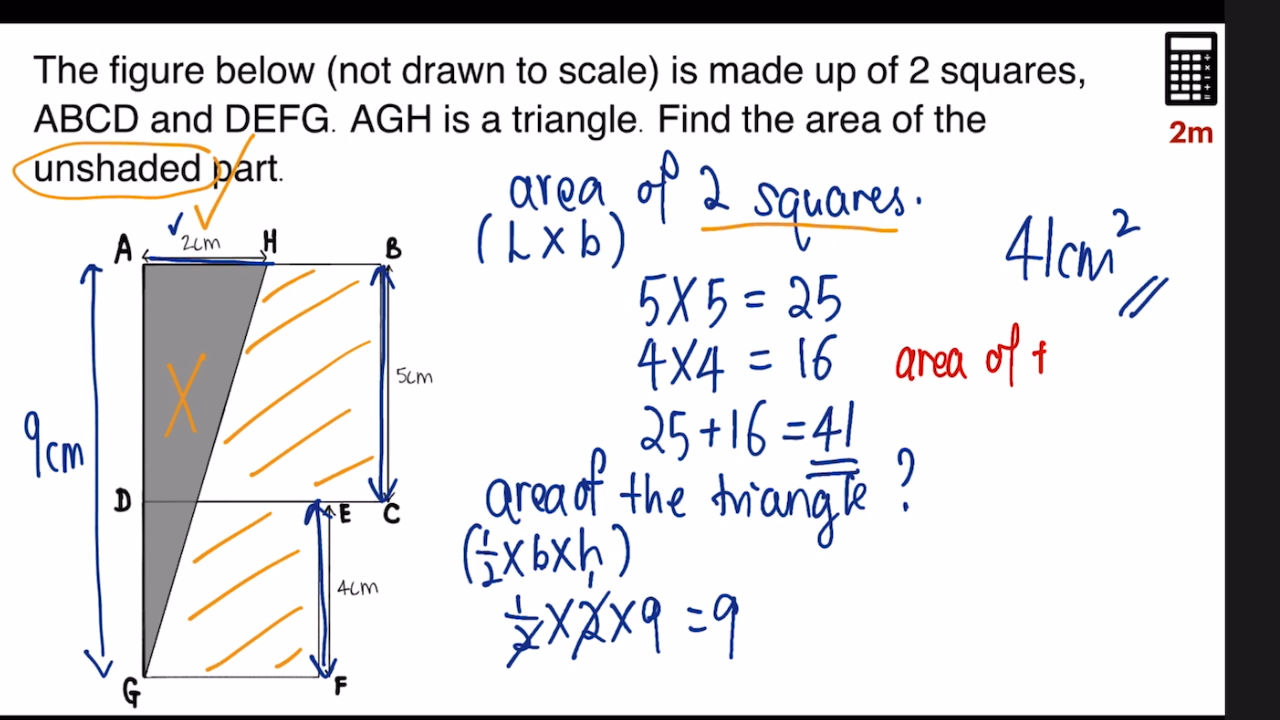 The figure below (not drawn to scale) is made up of 2 squares,
ABCD and DEFG. AGH is a triangle. Find the area of the
unshaded part.
2m
area of 2 squares.
(L X b)
5X5 = 25
4X4 = 16
25+16 = 41
41cm²
area of t
area of the triangle?
(1/2 X b X h)
1/2 X 2 X 9 = 9
1
A
2cm
H
B
X
5cm
9cm
D
E
C
4cm
G
F